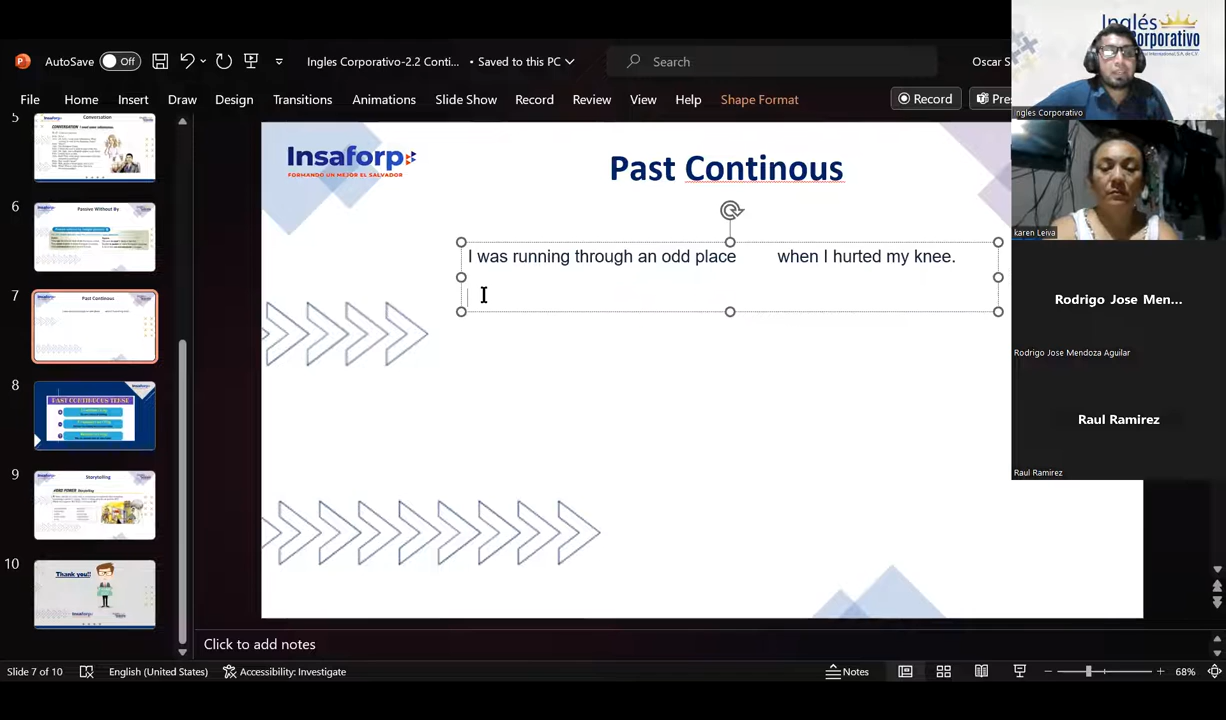 AutoSave Off Ingles Corporativo-2.2 Conti... • Saved to this PC Search Oscar S
File Home Insert Draw Design Transitions Animations Slide Show Record Review View Help Shape Format Record Pres
5
Conversation
6
Passive Without By
7
Past Continous
8
PAST CONTINUOUS TENSE
9
Storytelling
10
Thank you!!
Insaforp
FORMANDO UN MEJOR EL SALVADOR
Past Continous
I was running through an odd place when I hurted my knee.
Inglés
Corporativo
Ingles Corporativo
karen Leiva
Rodrigo Jose Men...
Rodrigo Jose Mendoza Aguilar
Raul Ramirez
Raul Ramirez
Click to add notes
Slide 7 of 10 English (United States) Accessibility: Investigate Notes 68%